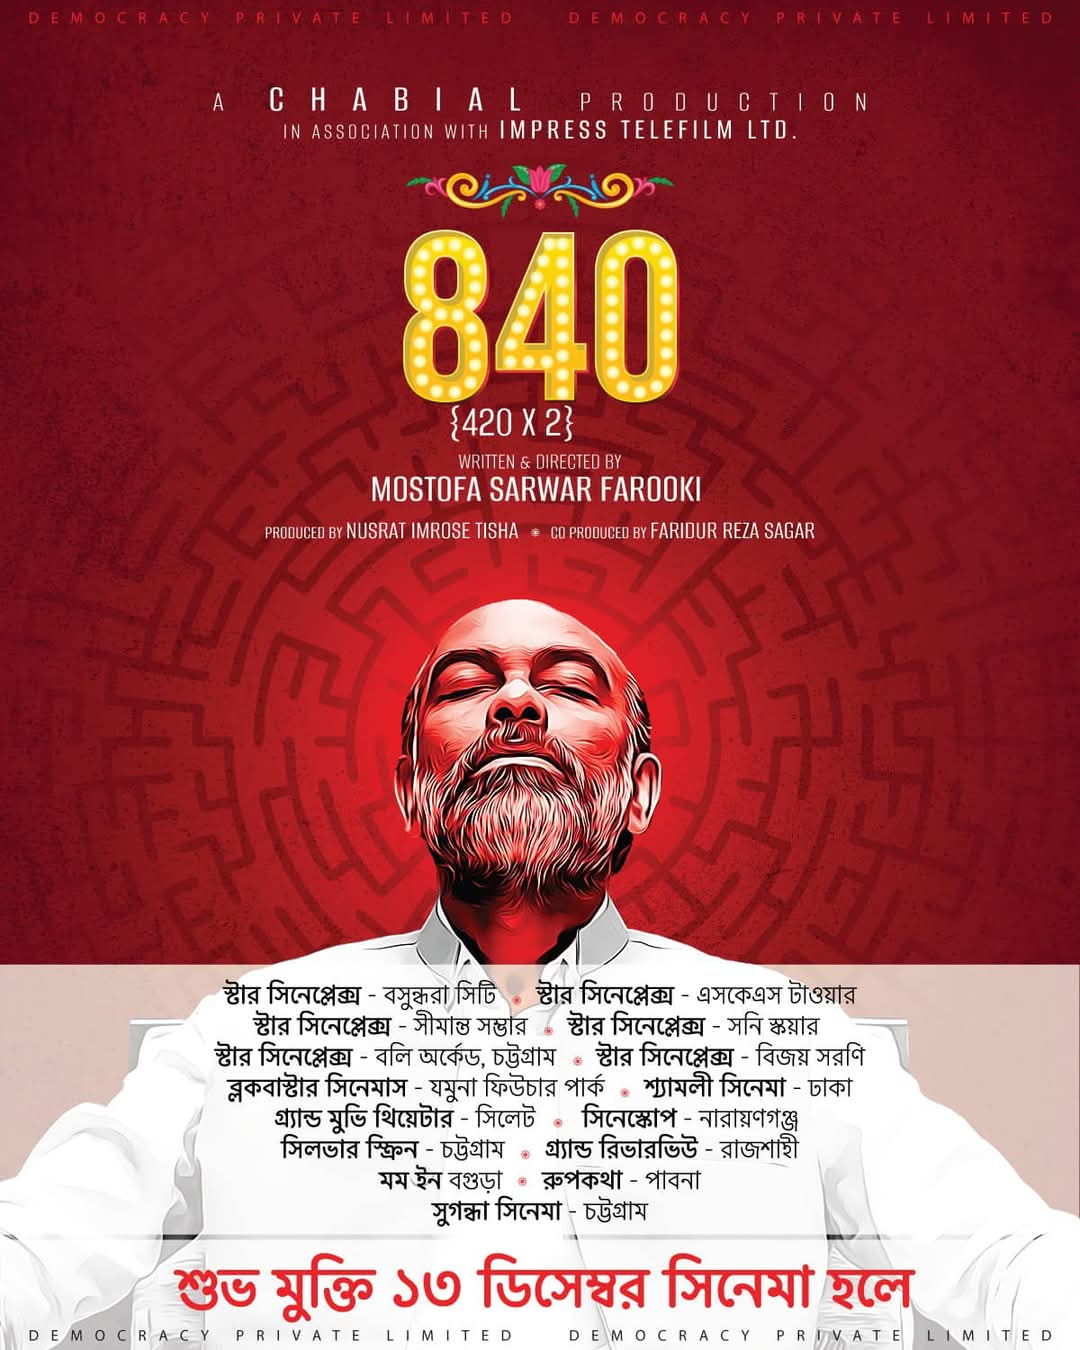 DEMOCRACY PRIVATE LIMITED DEMOCRACY PRIVATE LIMITED
A CHABIAL PRODUCTION
IN ASSOCIATION WITH IMPRESS TELEFILM LTD.
840
{420 X 2}
WRITTEN & DIRECTED BY
MOSTOFA SARWAR FAROOKI
PRODUCED BY NUSRAT IMROSE TISHA CO PRODUCED BY FARIDUR REZA SAGAR
স্টার সিনেপ্লেক্স - বসুন্ধরা সিটি স্টার সিনেপ্লেক্স - এসকেএস টাওয়ার
স্টার সিনেপ্লেক্স - সীমান্ত সম্ভার স্টার সিনেপ্লেক্স - সনি স্কয়ার
স্টার সিনেপ্লেক্স - বলি অর্কেড, চট্টগ্রাম স্টার সিনেপ্লেক্স - বিজয় সরণি
ব্লকবাস্টার সিনেমাস - যমুনা ফিউচার পার্ক শ্যামলী সিনেমা - ঢাকা
গ্র্যান্ড মুভি থিয়েটার - সিলেট সিনেস্কোপ - নারায়ণগঞ্জ
সিলভার স্ক্রিন - চট্টগ্রাম গ্র্যান্ড রিভারভিউ - রাজশাহী
মম ইন বগুড়া রুপকথা - পাবনা
সুগন্ধা সিনেমা - চট্টগ্রাম
শুভ মুক্তি ১৩ ডিসেম্বর সিনেমা হলে
DEMOCRACY PRIVATE LIMITED DEMOCRACY PRIVATE LIMITED